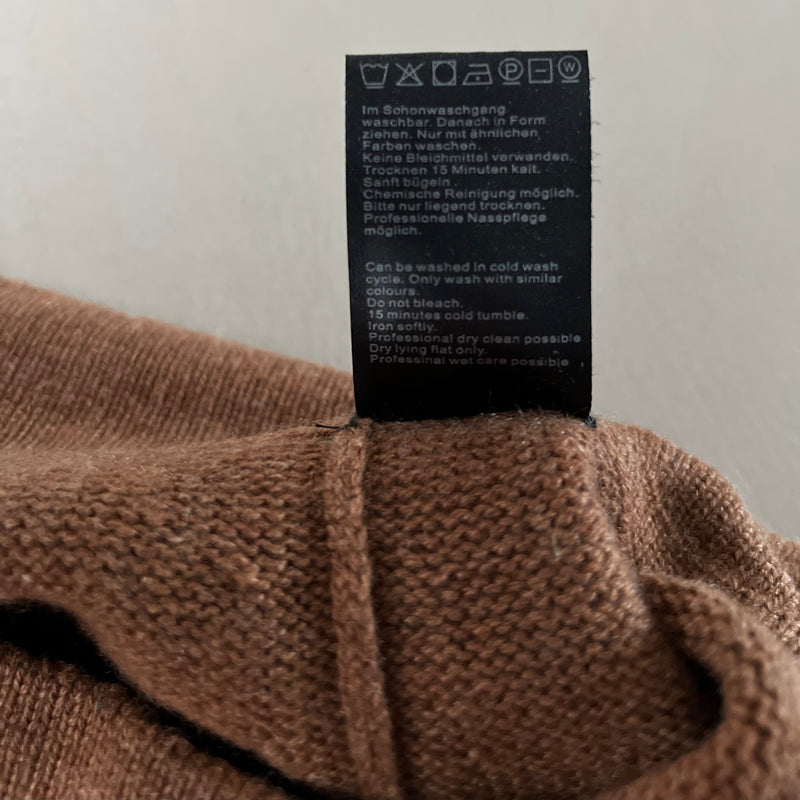 P W
Im Schonwaschgang
waschbar. Danach in Form
ziehen. Nur mit ähnlichen
Farben waschen.
Keine Bleichmittel verwenden.
Trocknen 15 Minuten kalt.
Sanft bügeln.
Chemische Reinigung möglich.
Bitte nur liegend trocknen.
Professionelle Nasspflege
möglich.
Can be washed in cold wash
cycle. Only wash with similar
colours.
Do not bleach.
15 minutes cold tumble.
Iron softly.
Professional dry clean possible
Dry lying flat only.
Professinal wet care possible